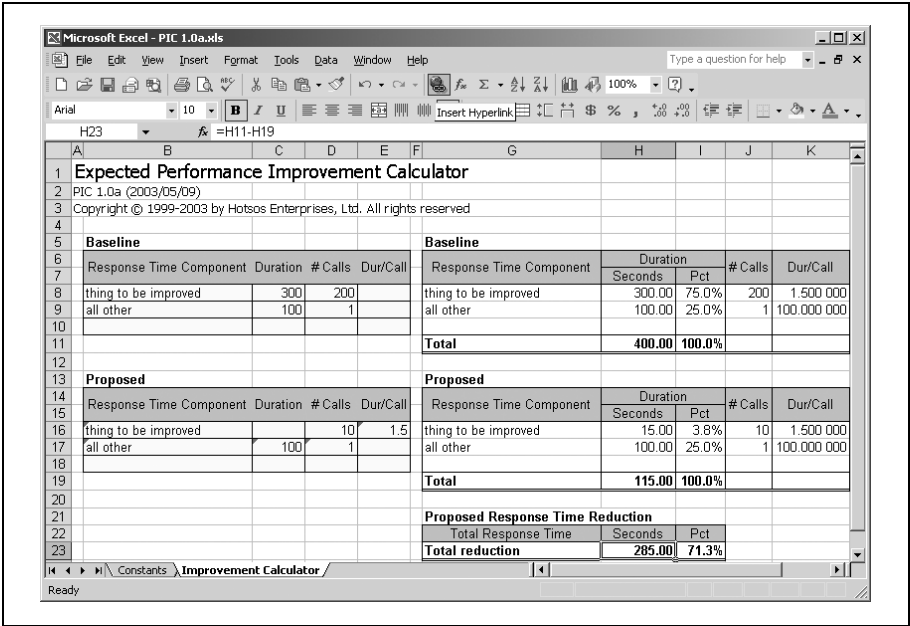 Microsoft Excel - PIC 1.0a.xls
File Edit View Insert Format Tools Data Window Help Type a question for help
100%
Arial 10 B I U Insert Hyperlink $ % ,
H23 fx =H11-H19
A B C D E F G H I J K
1 Expected Performance Improvement Calculator
2 PIC 1.0a (2003/05/09)
3 Copyright © 1999-2003 by Hotsos Enterprises, Ltd. All rights reserved
4
5 Baseline Baseline
6 Response Time Component Duration # Calls Dur/Call Response Time Component Duration # Calls Dur/Call
7 Seconds Pct
8 thing to be improved 300 200 thing to be improved 300.00 75.0% 200 1.500 000
9 all other 100 1 all other 100.00 25.0% 1 100.000 000
10
11 Total 400.00 100.0%
12
13 Proposed Proposed
14 Response Time Component Duration # Calls Dur/Call Response Time Component Duration # Calls Dur/Call
15 Seconds Pct
16 thing to be improved 10 1.5 thing to be improved 15.00 3.8% 10 1.500 000
17 all other 100 1 all other 100.00 25.0% 1 100.000 000
18
19 Total 115.00 100.0%
20
21 Proposed Response Time Reduction
22 Total Response Time Seconds Pct
23 Total reduction 285.00 71.3%
Constants Improvement Calculator
Ready